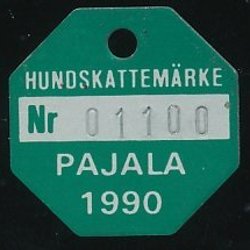 HUNDSKATTEMÄRKE
Nr 01100
PAJALA
1990